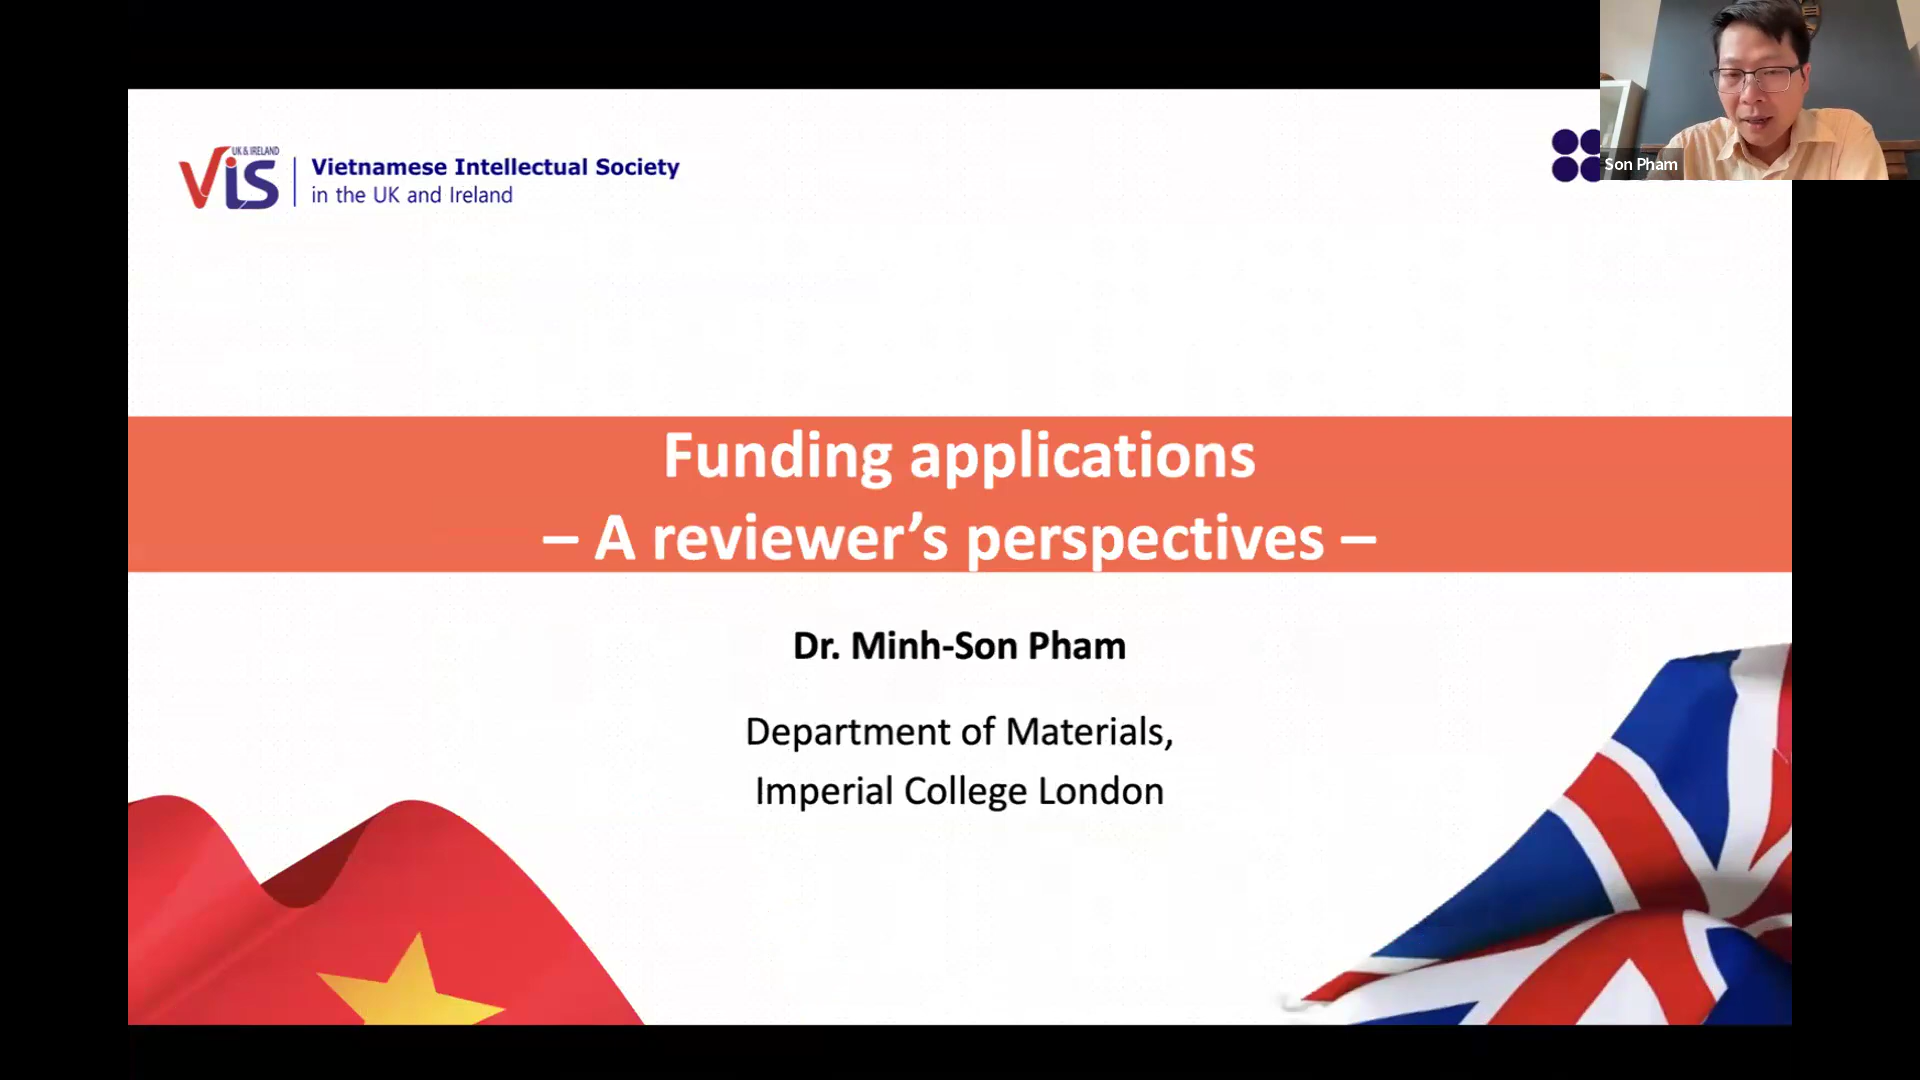 UK & IRELAND
ViS
Vietnamese Intellectual Society
in the UK and Ireland
Son Pham
Funding applications
– A reviewer’s perspectives –
Dr. Minh-Son Pham
Department of Materials,
Imperial College London